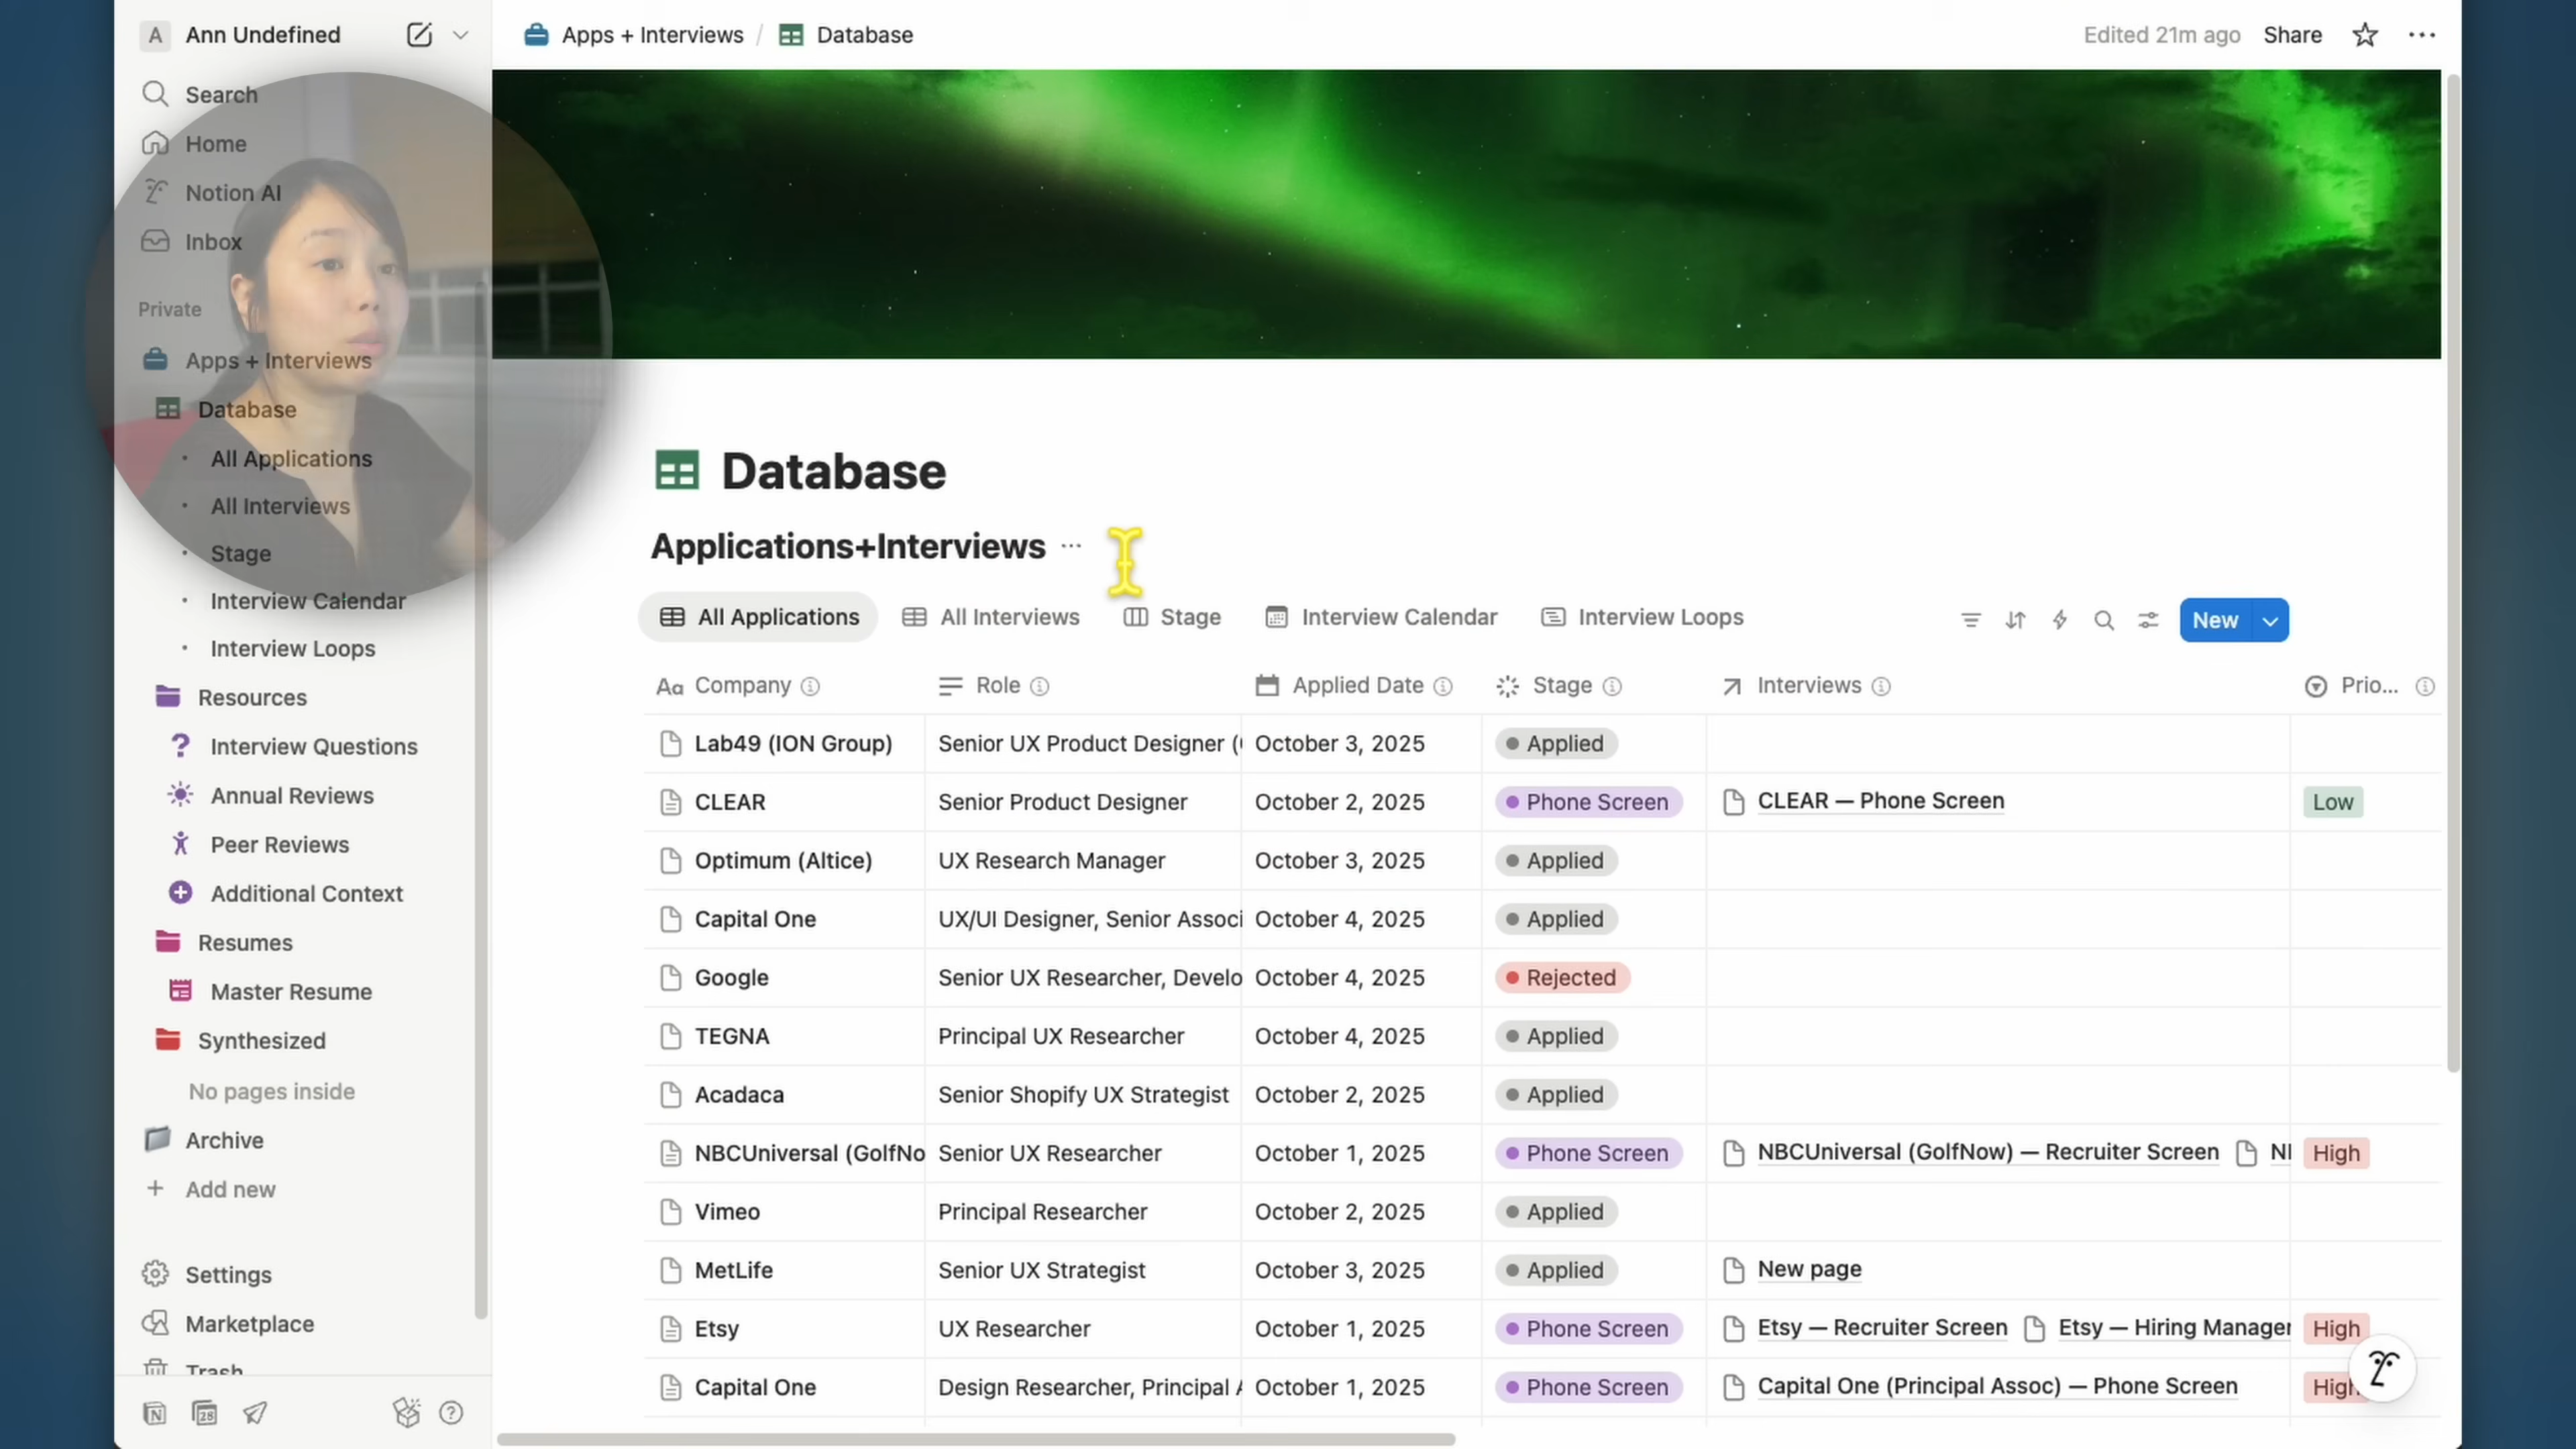 A Ann Undefined
Search
Home
Notion AI
Inbox
Private
Apps + Interviews
Database
All Applications
All Interviews
Stage
Interview Calendar
Interview Loops
Resources
Interview Questions
Annual Reviews
Peer Reviews
Additional Context
Resumes
Master Resume
Synthesized
No pages inside
Archive
Add new
Settings
Marketplace
Trash
28
Apps + Interviews / Database
Edited 21m ago Share
Database
Applications+Interviews ...
All Applications All Interviews Stage Interview Calendar Interview Loops New
Aa Company Role Applied Date Stage Interviews Prio...
Lab49 (ION Group) Senior UX Product Designer ( October 3, 2025 Applied
CLEAR Senior Product Designer October 2, 2025 Phone Screen CLEAR — Phone Screen Low
Optimum (Altice) UX Research Manager October 3, 2025 Applied
Capital One UX/UI Designer, Senior Associ October 4, 2025 Applied
Google Senior UX Researcher, Develo October 4, 2025 Rejected
TEGNA Principal UX Researcher October 4, 2025 Applied
Acadaca Senior Shopify UX Strategist October 2, 2025 Applied
NBCUniversal (GolfNo Senior UX Researcher October 1, 2025 Phone Screen NBCUniversal (GolfNow) — Recruiter Screen High
Vimeo Principal Researcher October 2, 2025 Applied
MetLife Senior UX Strategist October 3, 2025 Applied New page
Etsy UX Researcher October 1, 2025 Phone Screen Etsy — Recruiter Screen Etsy — Hiring Manager High
Capital One Design Researcher, Principal October 1, 2025 Phone Screen Capital One (Principal Assoc) — Phone Screen High